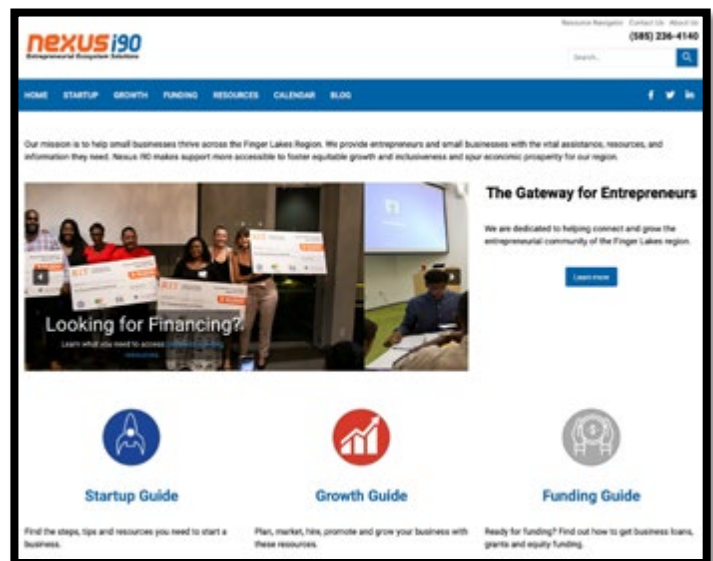 Resource Navigator Contact Us About Us
(585) 236-4140
nexus i90
Entrepreneurial Ecosystem Solutions
Search...
HOME STARTUP GROWTH FUNDING RESOURCES CALENDAR BLOG
Our mission is to help small businesses thrive across the Finger Lakes Region. We provide entrepreneurs and small businesses with the vital assistance, resources, and
information they need. Nexus i90 makes support more accessible to foster equitable growth and inclusiveness and spur economic prosperity for our region.
Looking for Financing?
Learn what you need to access
The Gateway for Entrepreneurs
We are dedicated to helping connect and grow the
entrepreneurial community of the Finger Lakes region.
Learn more
Startup Guide
Find the steps, tips and resources you need to start a
business.
Growth Guide
Plan, market, hire, promote and grow your business with
these resources.
Funding Guide
Ready for funding? Find out how to get business loans,
grants and equity funding.